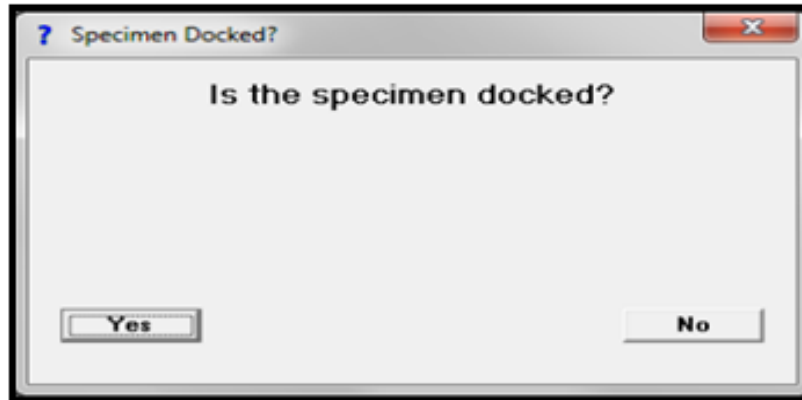 ? Specimen Docked?
Is the specimen docked?
Yes
No